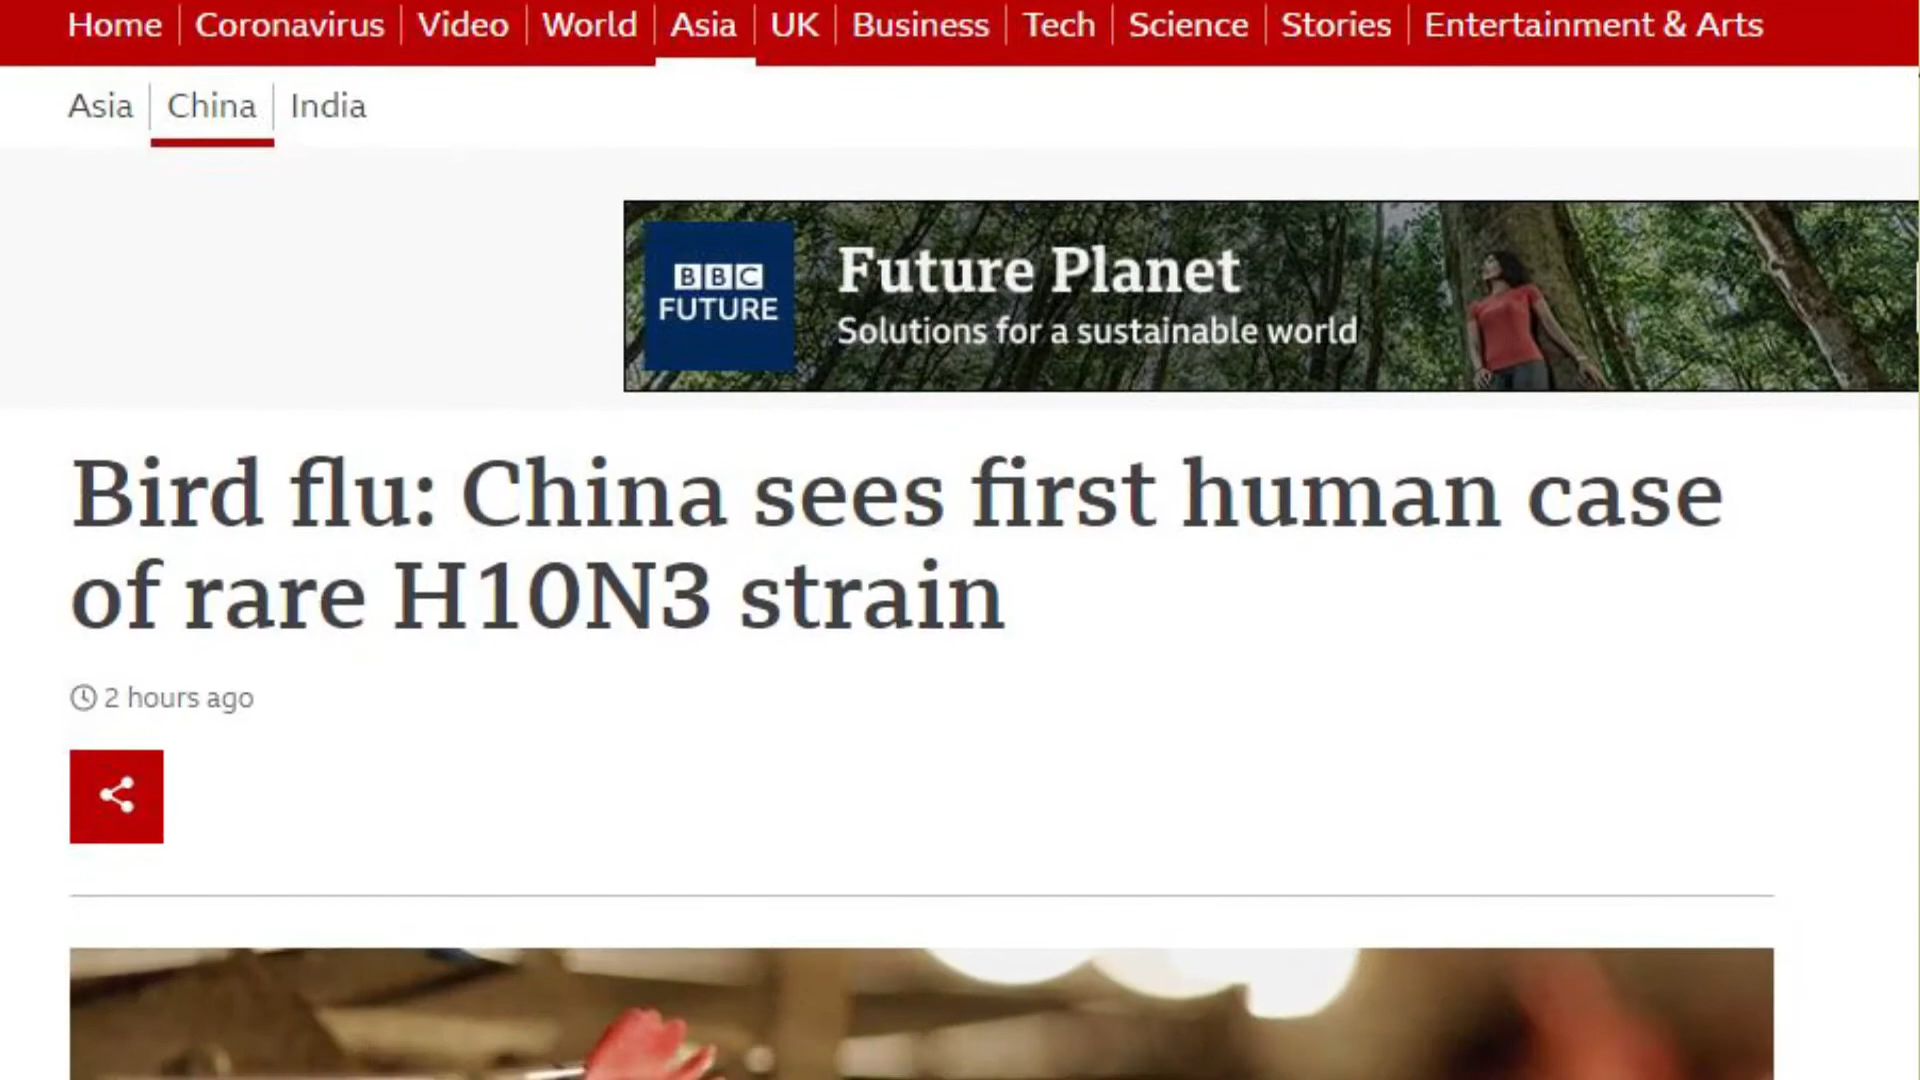 Home Coronavirus Video World Asia UK Business Tech Science Stories Entertainment & Arts
Asia China India
BBC
FUTURE
Future Planet
Solutions for a sustainable world
Bird flu: China sees first human case
of rare H10N3 strain
2 hours ago